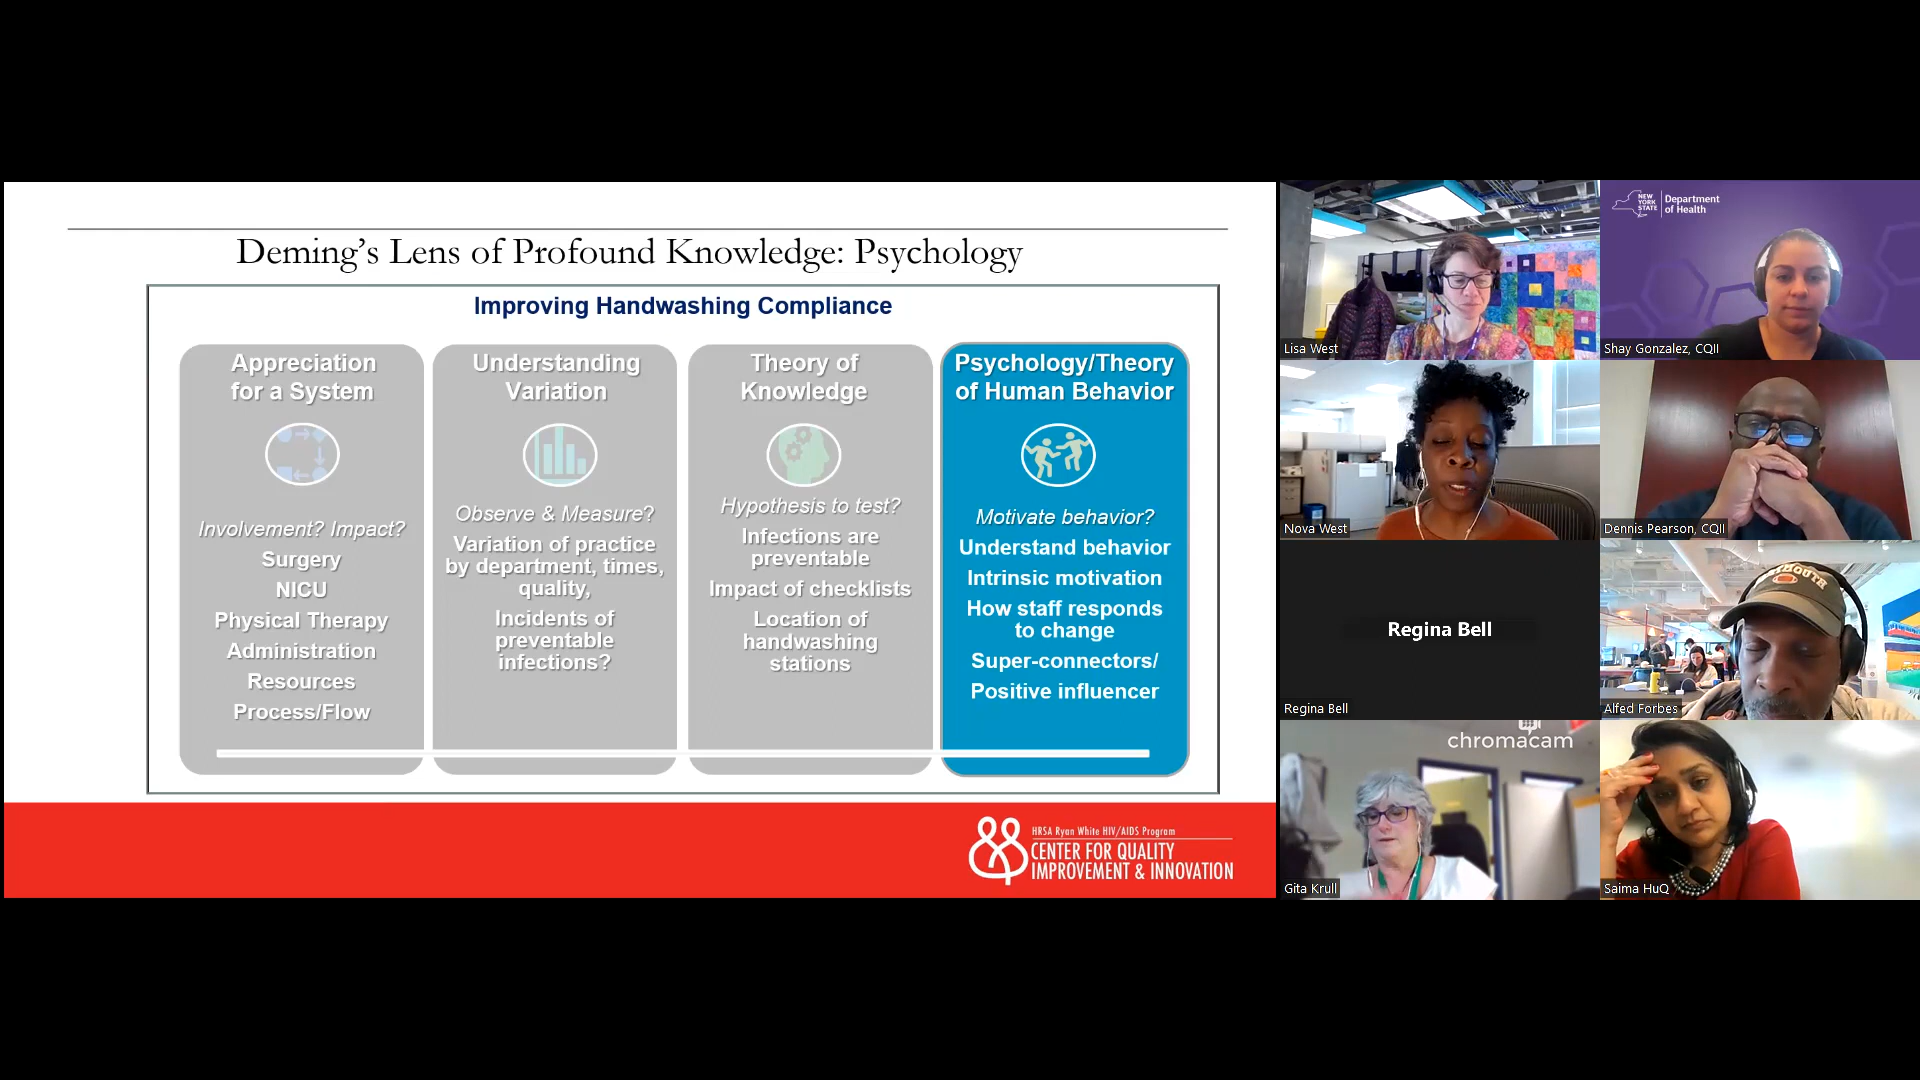 Deming's Lens of Profound Knowledge: Psychology
Improving Handwashing Compliance
Appreciation
for a System
Involvement? Impact?
Surgery
NICU
Physical Therapy
Administration
Resources
Process/Flow
Understanding
Variation
Observe & Measure?
Variation of practice
by department, times,
quality,
Incidents of
preventable
infections?
Theory of
Knowledge
Hypothesis to test?
Infections are
preventable
Impact of checklists
Location of
handwashing
stations
Psychology/Theory
of Human Behavior
Motivate behavior?
Understand behavior
Intrinsic motivation
How staff responds
to change
Super-connectors/
Positive influencer
HRSA Ryan White HIV/AIDS Program
CENTER FOR QUALITY
IMPROVEMENT & INNOVATION
Lisa West
NEW
YORK
STATE
Department
of Health
Shay Gonzalez, CQII
Nova West
Dennis Pearson, CQII
Regina Bell
Regina Bell
Alfed Forbes
chromacam
Gita Krull
Saima HuQ